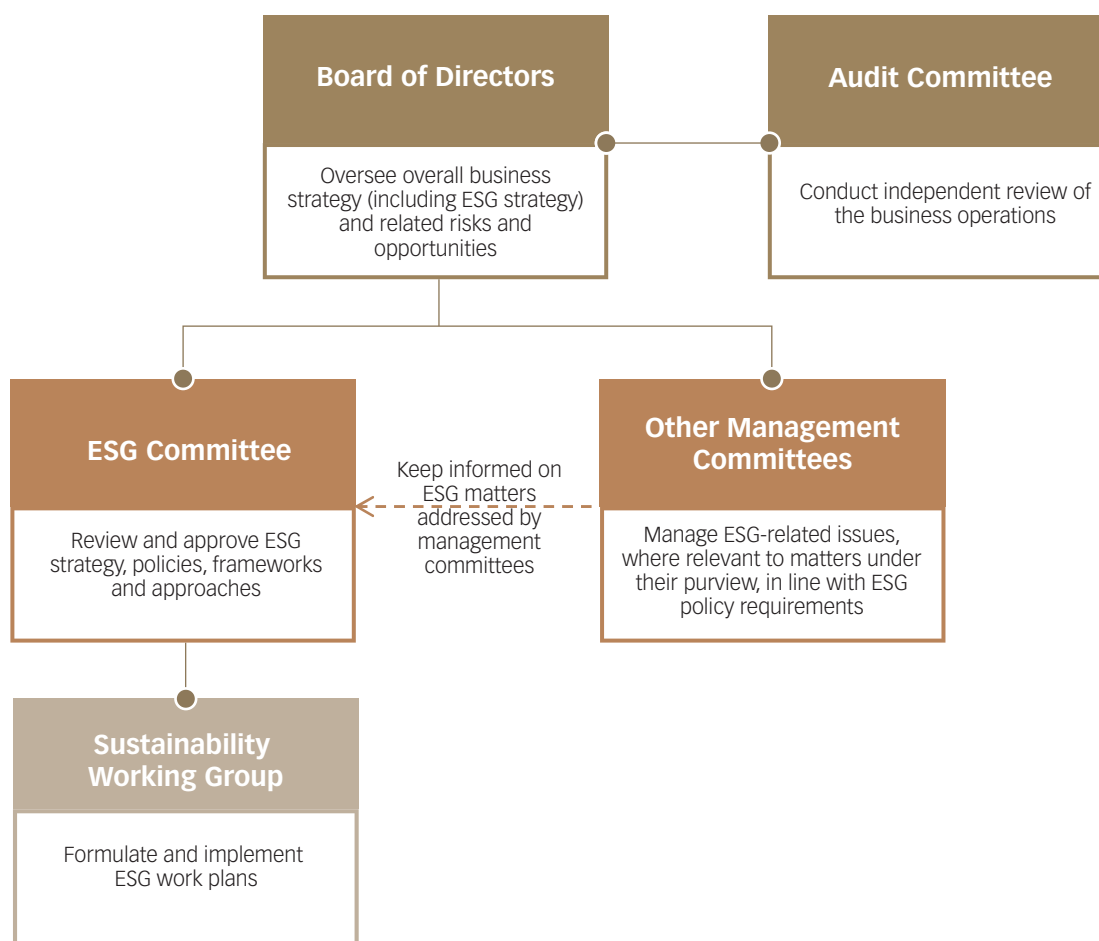 Board of Directors
Oversee overall business
strategy (including ESG strategy)
and related risks and
opportunities
Audit Committee
Conduct independent review of
the business operations
ESG Committee
Review and approve ESG
strategy, policies, frameworks
and approaches
Keep informed on
ESG matters
addressed by
management
committees
Other Management
Committees
Manage ESG-related issues,
where relevant to matters under
their purview, in line with ESG
policy requirements
Sustainability
Working Group
Formulate and implement
ESG work plans